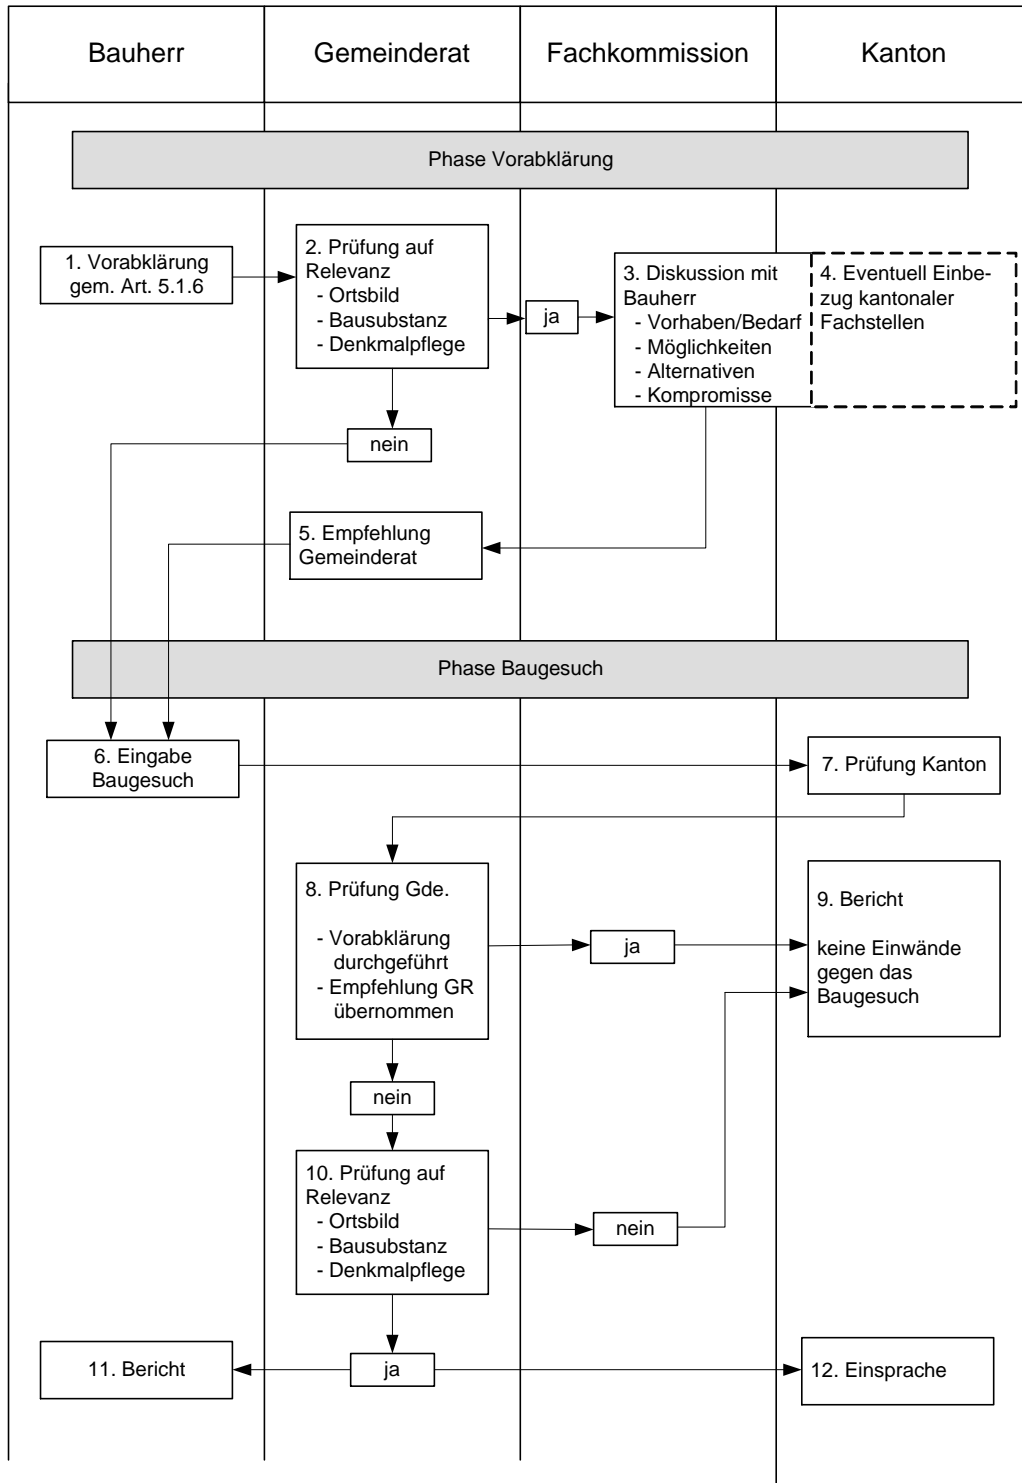 Bauherr
Gemeinderat
Fachkommission
Kanton
Phase Vorabklärung
1. Vorabklärung
gem. Art. 5.1.6
2. Prüfung auf
Relevanz
- Ortsbild
- Bausubstanz
- Denkmalpflege
ja
3. Diskussion mit
Bauherr
- Vorhaben/Bedarf
- Möglichkeiten
- Alternativen
- Kompromisse
4. Eventuell Einbe-
zug kantonaler
Fachstellen
nein
5. Empfehlung
Gemeinderat
Phase Baugesuch
6. Eingabe
Baugesuch
7. Prüfung Kanton
8. Prüfung Gde.
- Vorabklärung
durchgeführt
- Empfehlung GR
übernommen
ja
9. Bericht
keine Einwände
gegen das
Baugesuch
nein
10. Prüfung auf
Relevanz
- Ortsbild
- Bausubstanz
- Denkmalpflege
nein
11. Bericht
ja
12. Einsprache